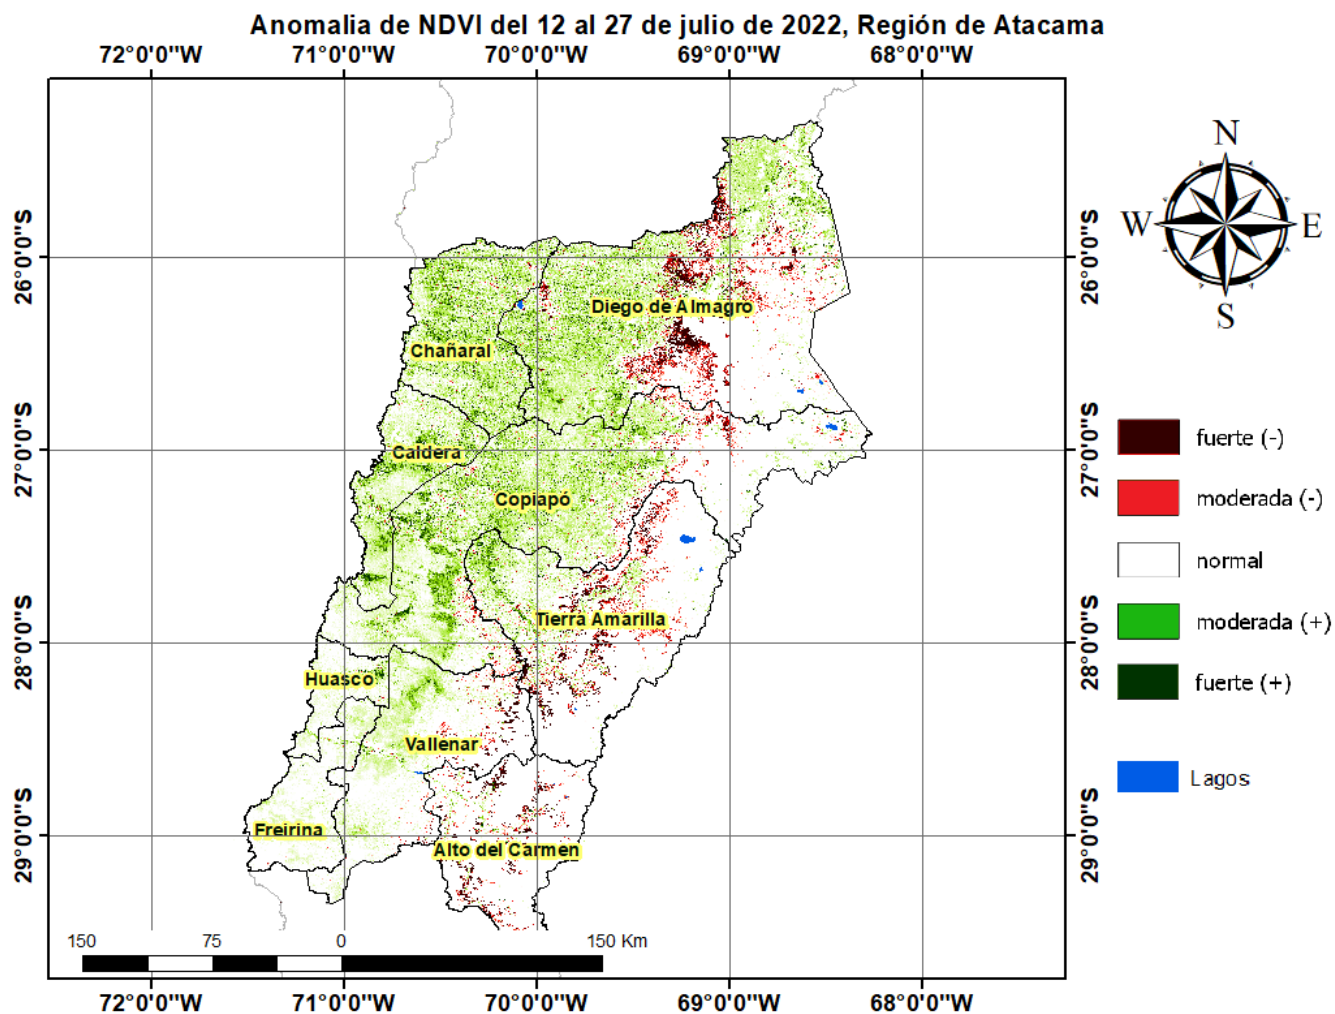 Anomalia de NDVI del 12 al 27 de julio de 2022, Región de Atacama
72°0'0"W 71°0'0"W 70°0'0"W 69°0'0"W 68°0'0"W
N
W E
S
26°0'0"S 26°0'0"S
Diego de Almagro
Chañaral
27°0'0"S 27°0'0"S
Caldera
Copiapó
fuerte (-)
moderada (-)
normal
moderada (+)
fuerte (+)
Lagos
28°0'0"S 28°0'0"S
Tierra Amarilla
Huasco
Vallenar
29°0'0"S 29°0'0"S
Freirina
Alto del Carmen
150 75 0 150 Km
72°0'0"W 71°0'0"W 70°0'0"W 69°0'0"W 68°0'0"W